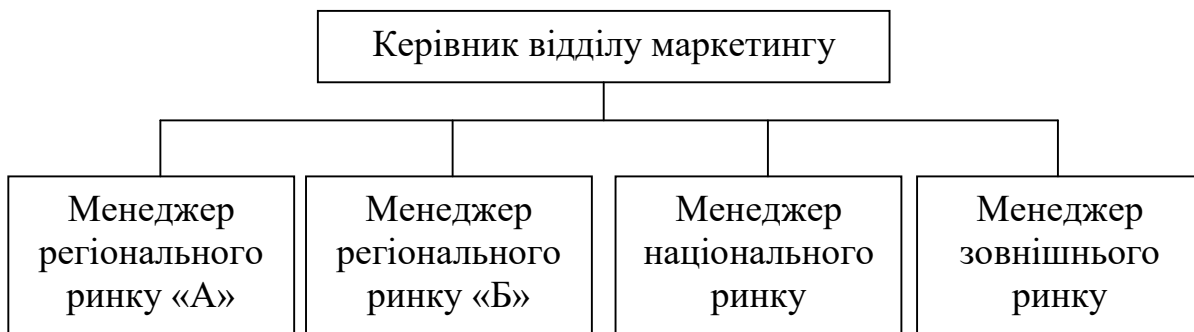 Керівник відділу маркетингу
Менеджер
регіонального
ринку «А»
Менеджер
регіонального
ринку «Б»
Менеджер
національного
ринку
Менеджер
зовнішнього
ринку